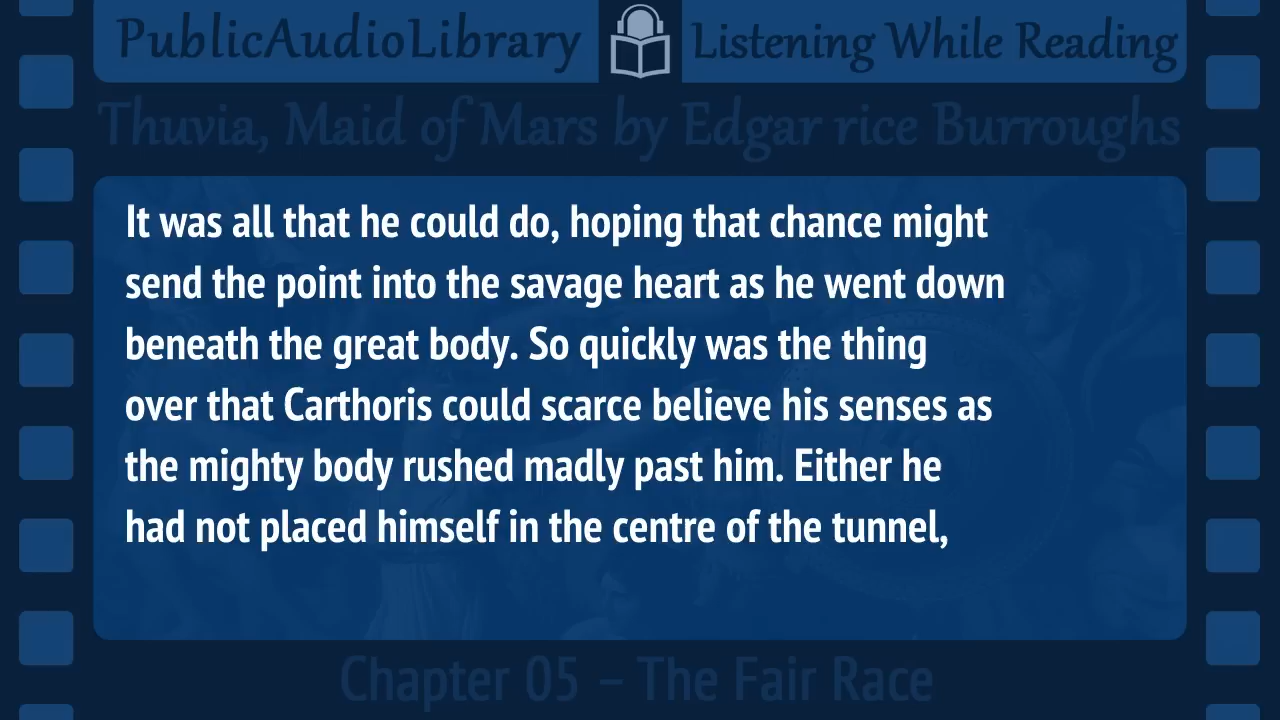 PublicAudioLibrary Listening While Reading
Thuvia, Maid of Mars by Edgar rice Burroughs
It was all that he could do, hoping that chance might
send the point into the savage heart as he went down
beneath the great body. So quickly was the thing
over that Carthoris could scarce believe his senses as
the mighty body rushed madly past him. Either he
had not placed himself in the centre of the tunnel,
Chapter 05 – The Fair Race